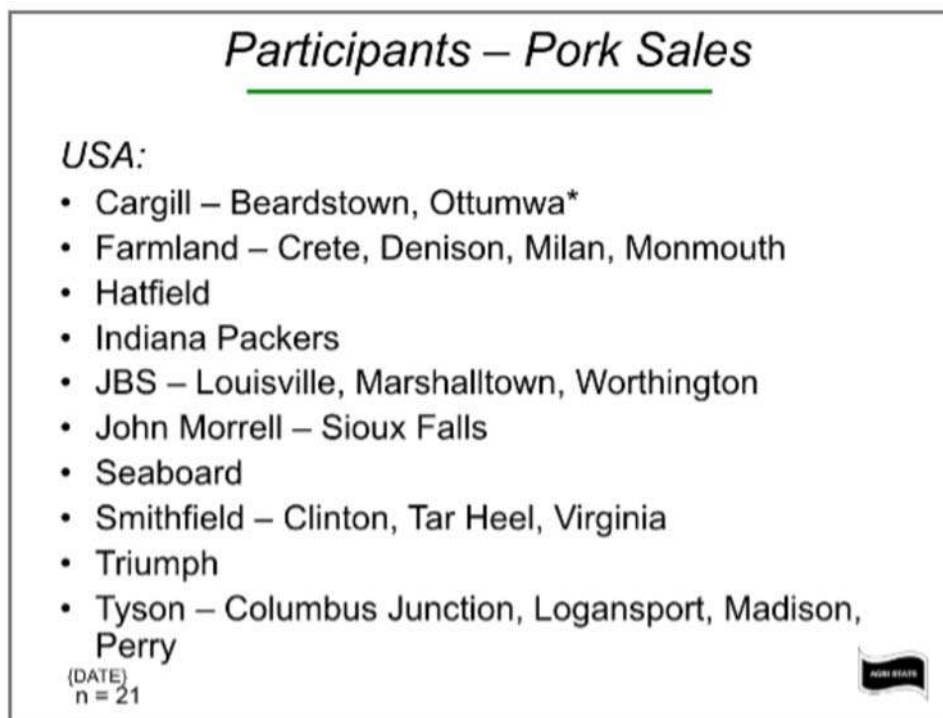 Participants – Pork Sales
USA:
• Cargill – Beardstown, Ottumwa*
• Farmland – Crete, Denison, Milan, Monmouth
• Hatfield
• Indiana Packers
• JBS – Louisville, Marshalltown, Worthington
• John Morrell – Sioux Falls
• Seaboard
• Smithfield – Clinton, Tar Heel, Virginia
• Triumph
• Tyson – Columbus Junction, Logansport, Madison,
Perry
{DATE}
n = 21
AGRI STATS